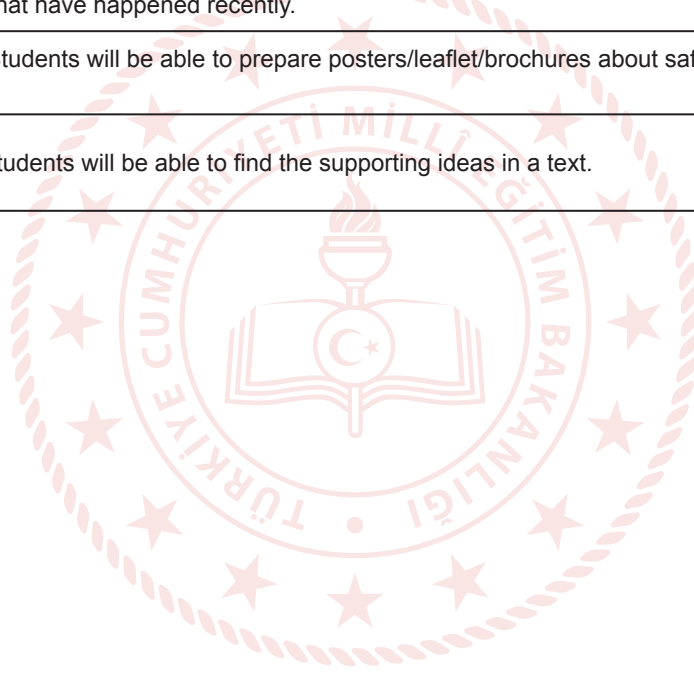 hat have happened recently.
tudents will be able to prepare posters/leaflet/brochures about saf
tudents will be able to find the supporting ideas in a text.
TÜRKİYE CUMHURİYETİ MİLLÎ EĞİTİM BAKANLIĞI